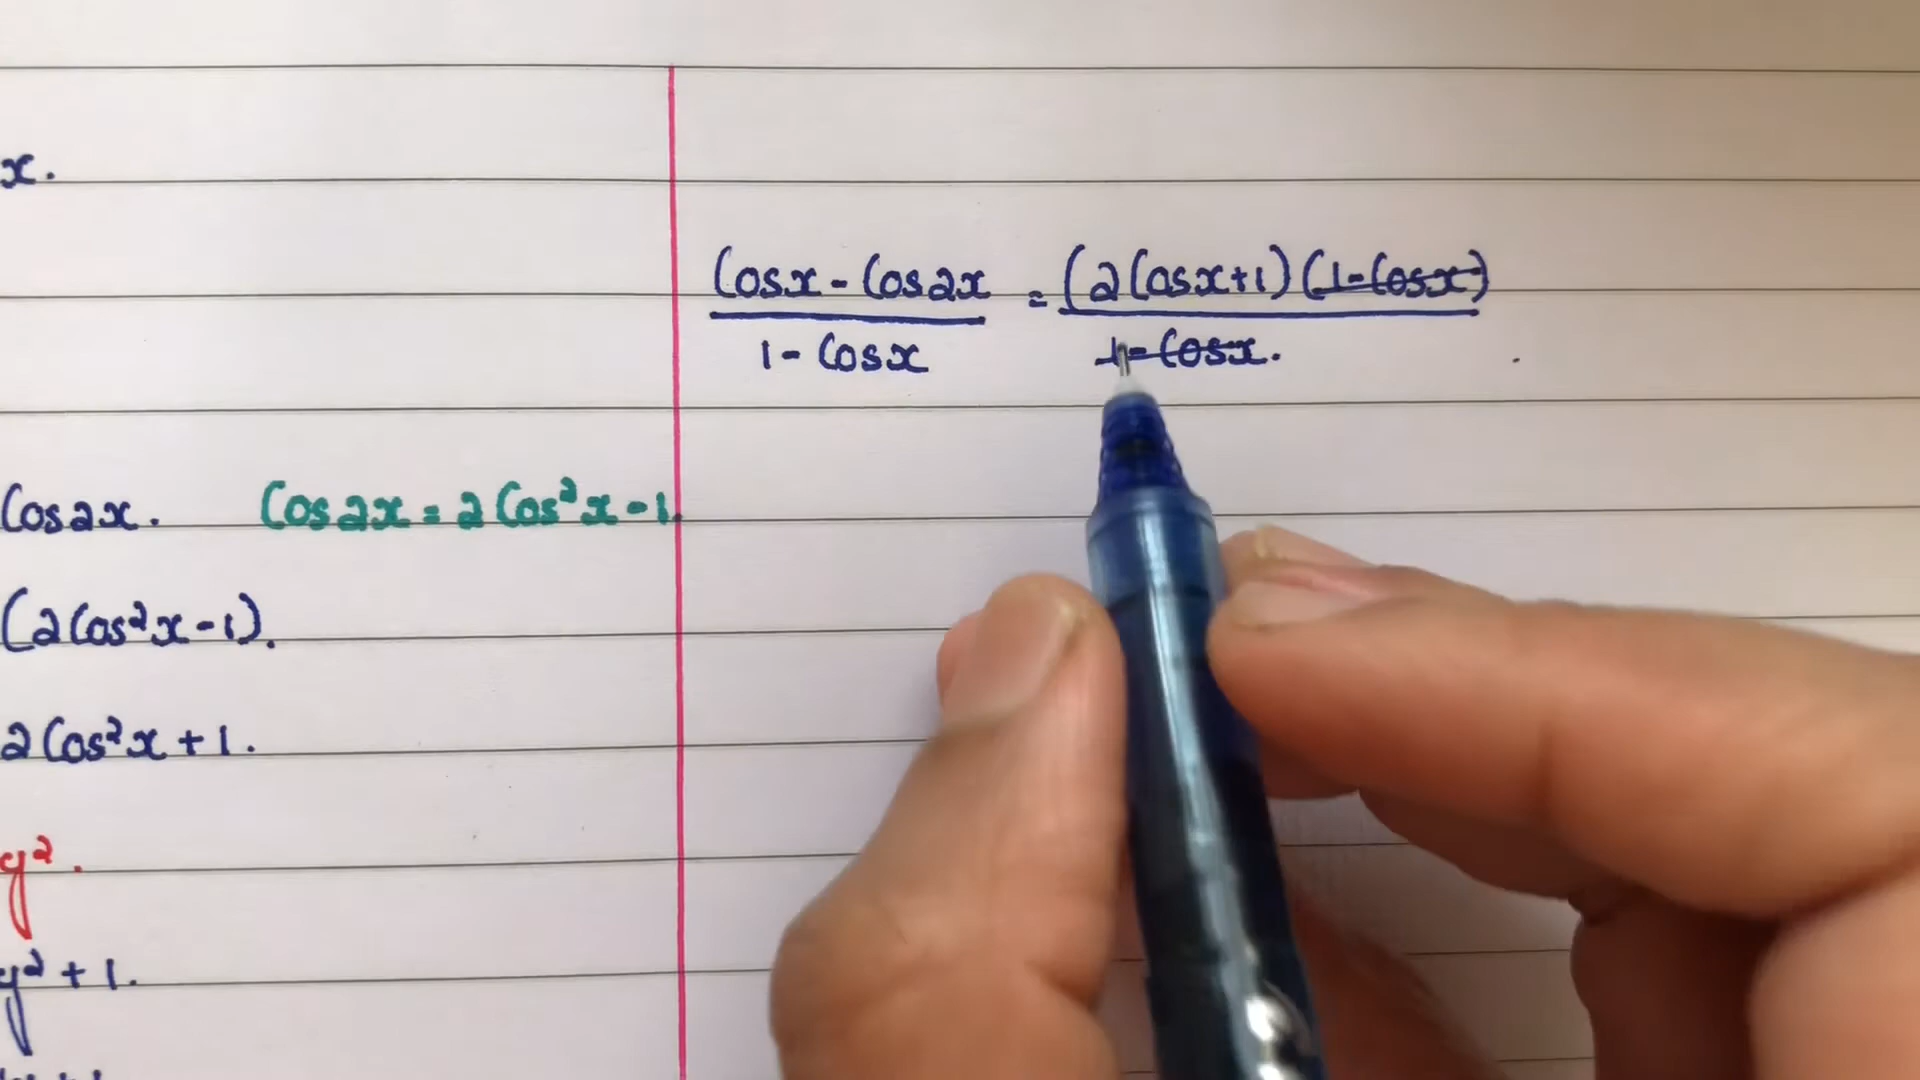 x.
Cos2x. Cos2x = 2Cos²x - 1.
(2Cos²x - 1).
2Cos²x + 1.
y².
y² + 1.
Cosx - Cos2x = (2Cosx+1)(1-Cosx)
1 - Cosx 1 - Cosx.